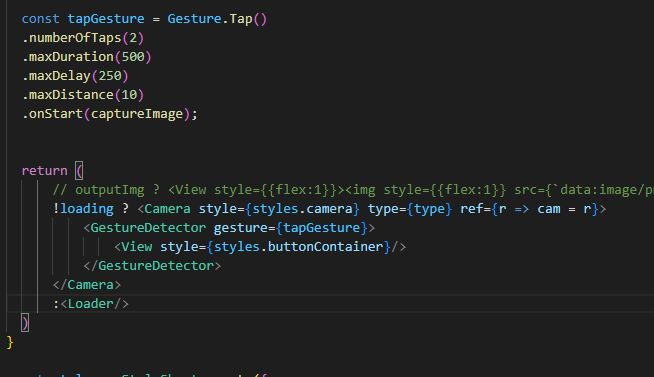 const tapGesture = Gesture.Tap()
.numberOfTaps(2)
.maxDuration(500)
.maxDelay(250)
.maxDistance(10)
.onStart(captureImage);
return (
// outputImg ? <View style={{flex:1}}><img style={{flex:1}} src={`data:image/p
!loading ? <Camera style={styles.camera} type={type} ref={r => cam = r}>
<GestureDetector gesture={tapGesture}>
<View style={styles.buttonContainer}/>
</GestureDetector>
</Camera>
:<Loader/>
)
}